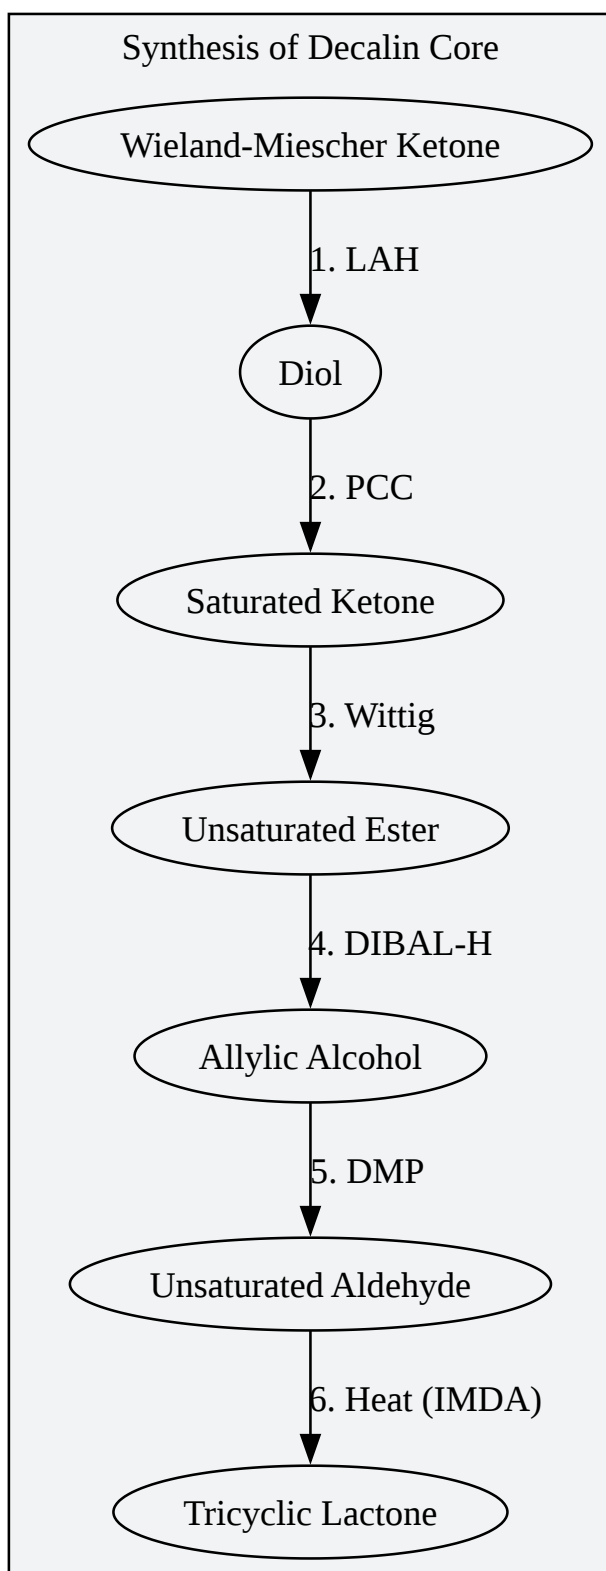 Synthesis of Decalin Core
Wieland-Miescher Ketone
1. LAH
Diol
2. PCC
Saturated Ketone
3. Wittig
Unsaturated Ester
4. DIBAL-H
Allylic Alcohol
5. DMP
Unsaturated Aldehyde
6. Heat (IMDA)
Tricyclic Lactone